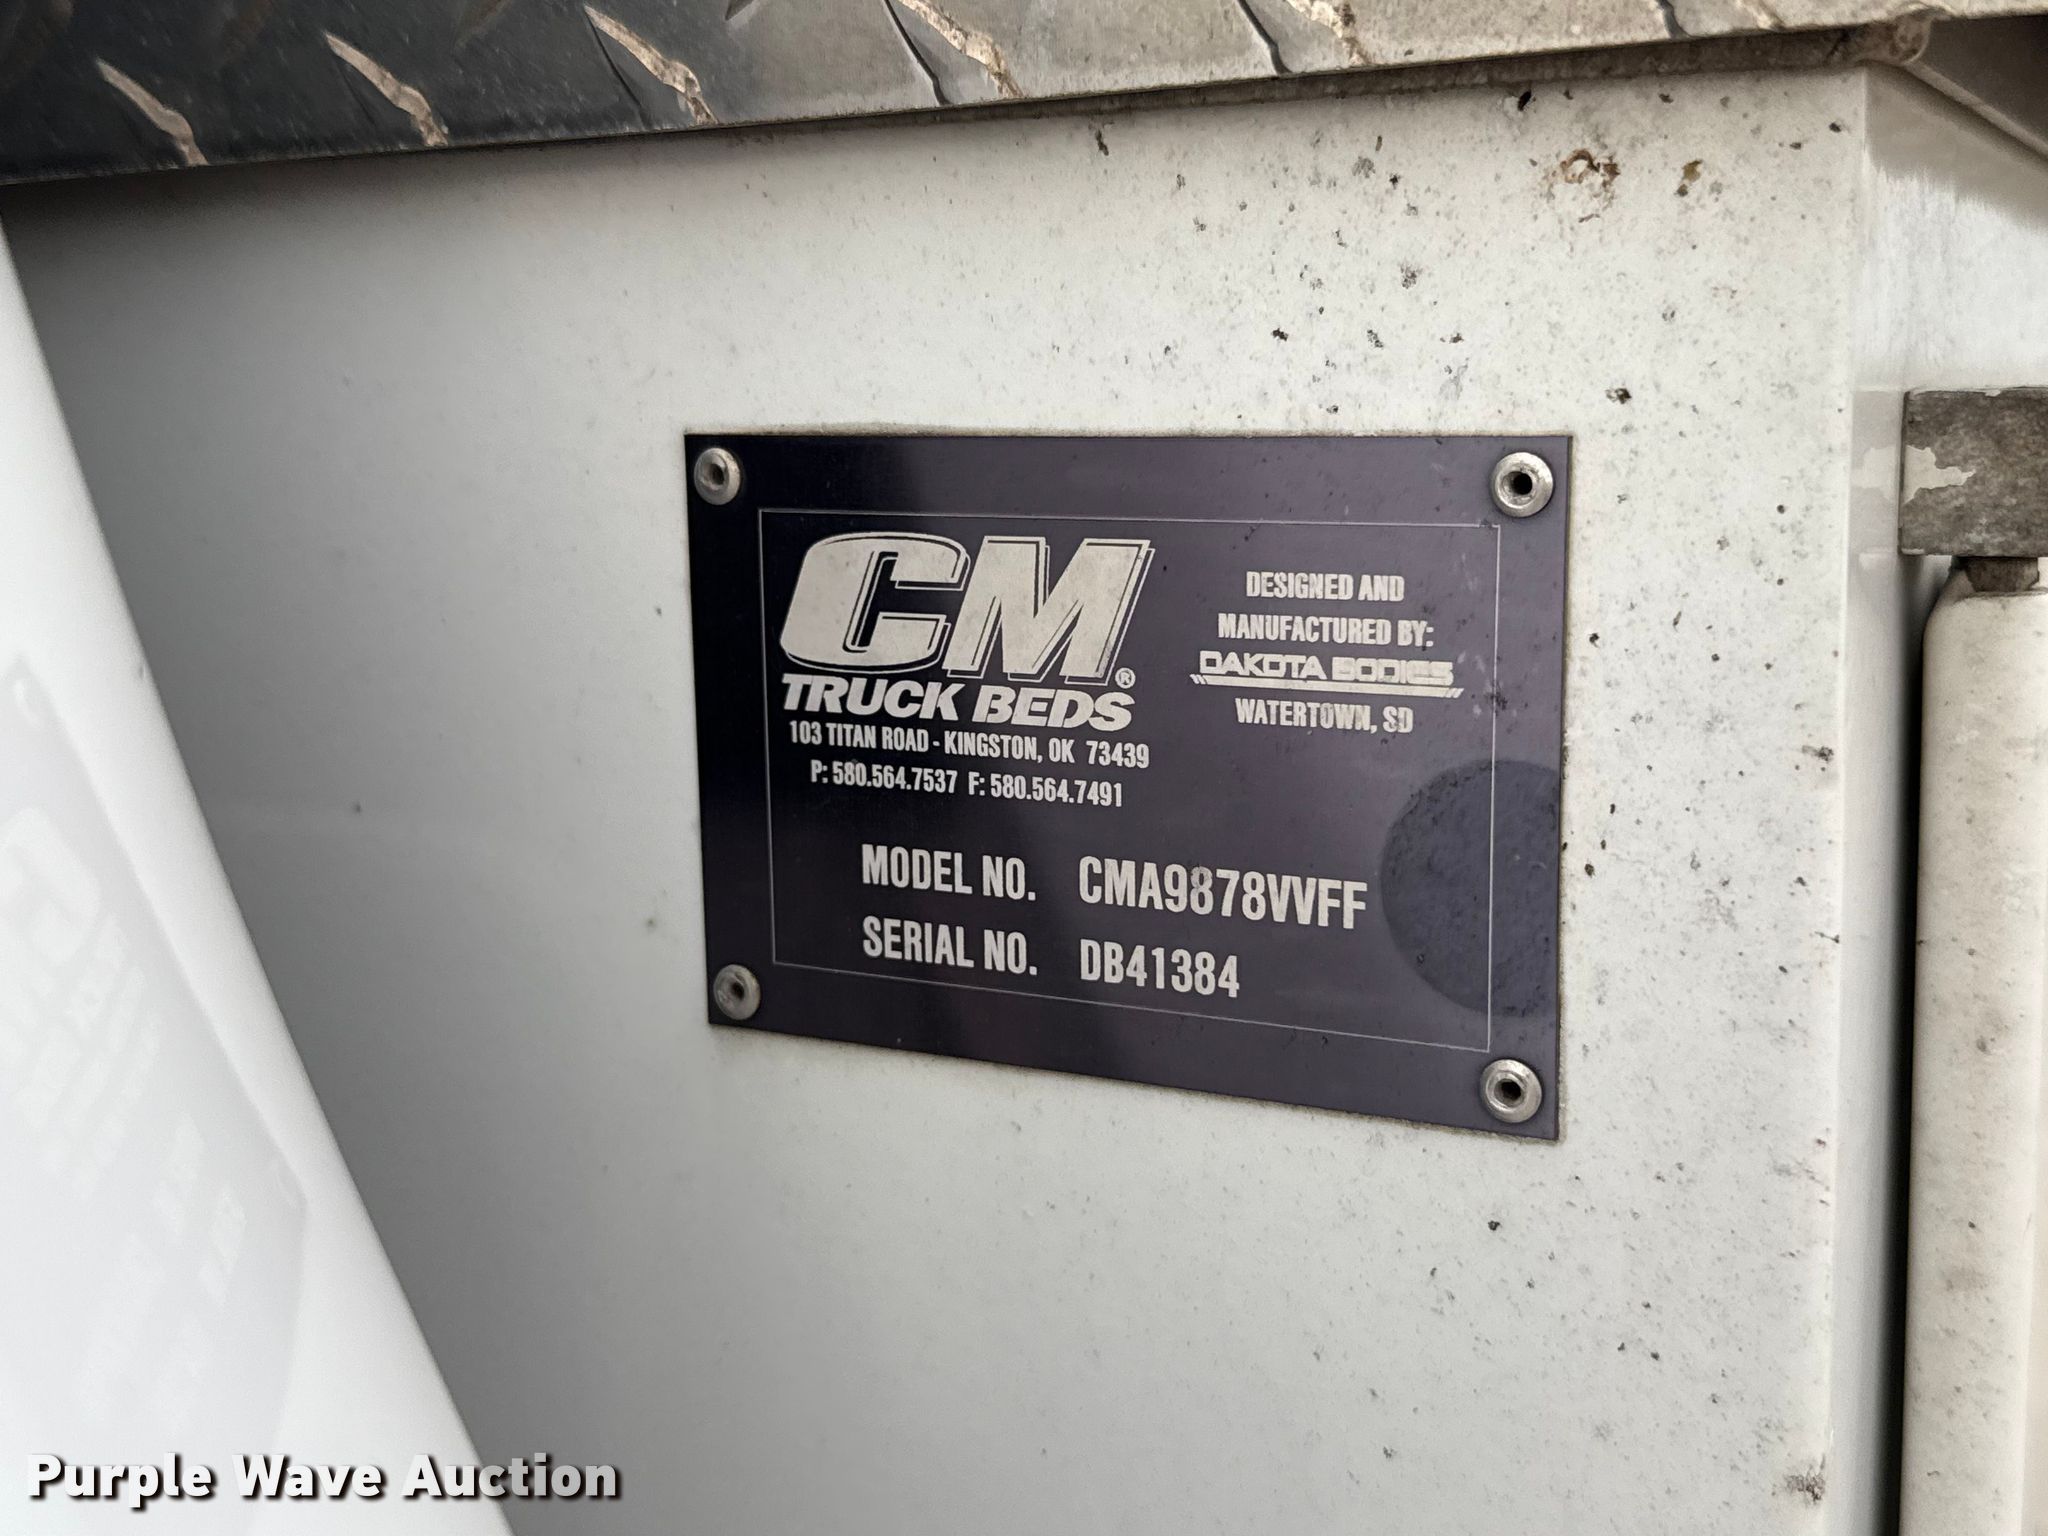 CM®
TRUCK BEDS
103 TITAN ROAD - KINGSTON, OK 73439
P: 580.564.7537 F: 580.564.7491
DESIGNED AND
MANUFACTURED BY:
DAKOTA BODIES
WATERTOWN, SD
MODEL NO. CMA9878VVFF
SERIAL NO. DB41384
Purple Wave Auction